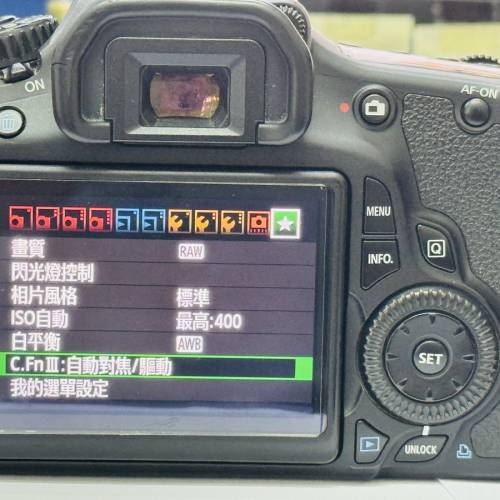 ON
AF-ON
MENU
INFO.
Q
畫質 RAW
閃光燈控制
相片風格 標準
ISO自動 最高:400
白平衡 AWB
C.FnⅢ:自動對焦/驅動
我的選單設定
SET
UNLOCK